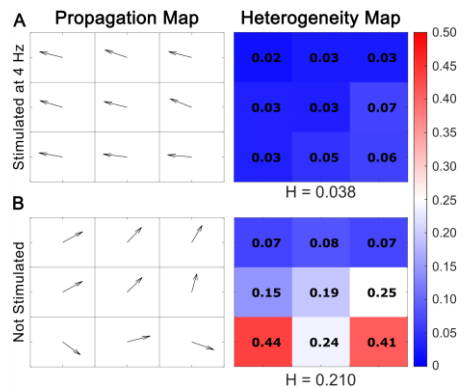 A
Propagation Map
Heterogeneity Map
Stimulated at 4 Hz
0.02 0.03 0.03
0.03 0.03 0.07
0.03 0.05 0.06
H = 0.038
B
Not Stimulated
0.07 0.08 0.07
0.15 0.19 0.25
0.44 0.24 0.41
H = 0.210
0.50
0.45
0.40
0.35
0.30
0.25
0.20
0.15
0.10
0.05
0